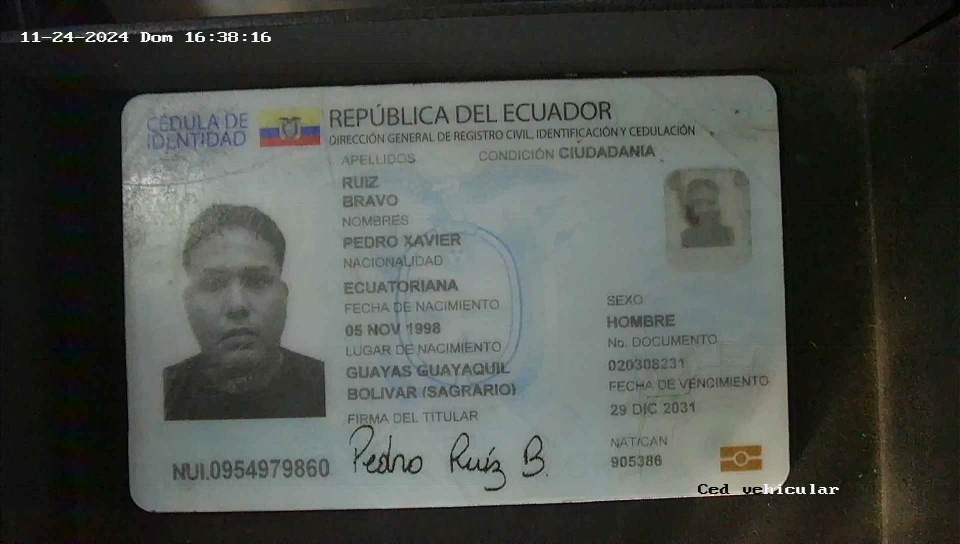 11-24-2024 Dom 16:38:16
CÉDULA DE
IDENTIDAD
REPÚBLICA DEL ECUADOR
DIRECCIÓN GENERAL DE REGISTRO CIVIL, IDENTIFICACIÓN Y CEDULACIÓN
APELLIDOS
CONDICIÓN CIUDADANIA
RUIZ
BRAVO
NOMBRES
PEDRO XAVIER
NACIONALIDAD
ECUATORIANA
FECHA DE NACIMIENTO
05 NOV 1998
LUGAR DE NACIMIENTO
GUAYAS GUAYAQUIL
BOLIVAR (SAGRARIO)
FIRMA DEL TITULAR
SEXO
HOMBRE
No. DOCUMENTO
020308231
FECHA DE VENCIMIENTO
29 DIC 2031
NAT/CAN
905386
NUI.0954979860
Pedro Ruíz B.
Ced vehicular